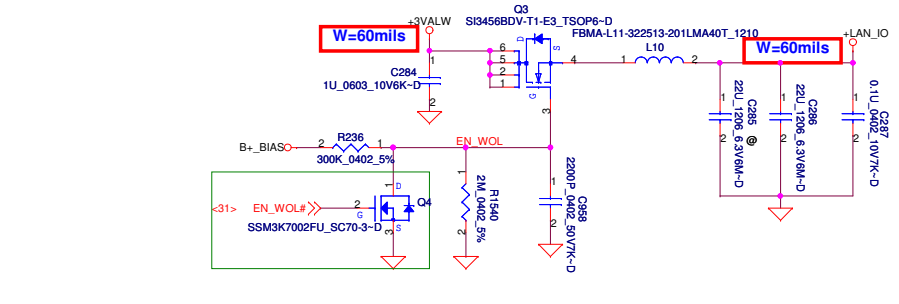 Q3
SI3456BDV-T1-E3_TSOP6~D
+3VALW
W=60mils
FBMA-L11-322513-201LMA40T_1210
L10
+LAN_IO
W=60mils
D
S
G
6
5
2
1
4
3
1
2
1
C284
1U_0603_10V6K~D
2
1
2
C285
22U_1206_6.3V6M~D
@
1
2
C286
22U_1206_6.3V6M~D
1
2
C287
0.1U_0402_10V7K~D
B+_BIAS
2
R236
1
300K_0402_5%
EN_WOL
<31>
EN_WOL#
2
G
1
D
Q4
3
S
SSM3K7002FU_SC70-3~D
1
2
R1540
2M_0402_5%
1
2
C958
2200P_0402_50V7K~D